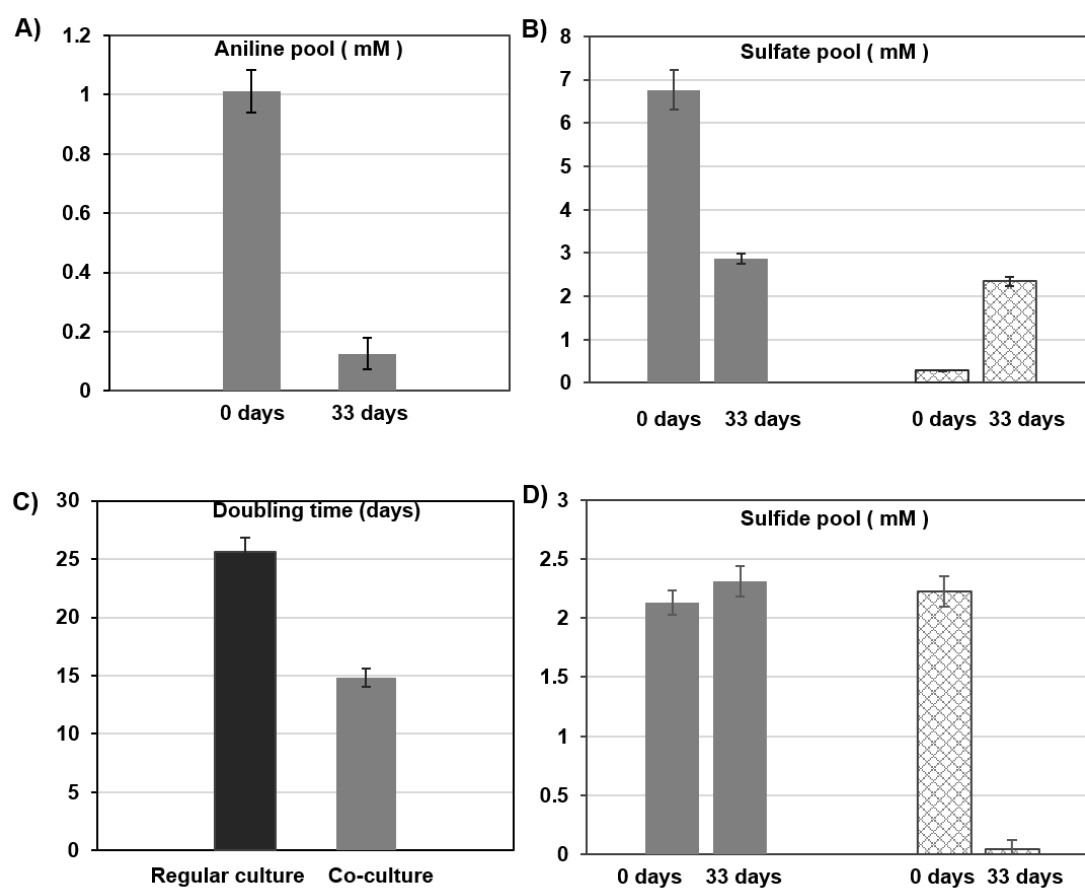 A)
Aniline pool ( mM )
1.2
1
0.8
0.6
0.4
0.2
0
0 days 33 days
B)
Sulfate pool ( mM )
8
7
6
5
4
3
2
1
0
0 days 33 days 0 days 33 days
C)
Doubling time (days)
30
25
20
15
10
5
0
Regular culture Co-culture
D)
Sulfide pool ( mM )
3
2.5
2
1.5
1
0.5
0
0 days 33 days 0 days 33 days